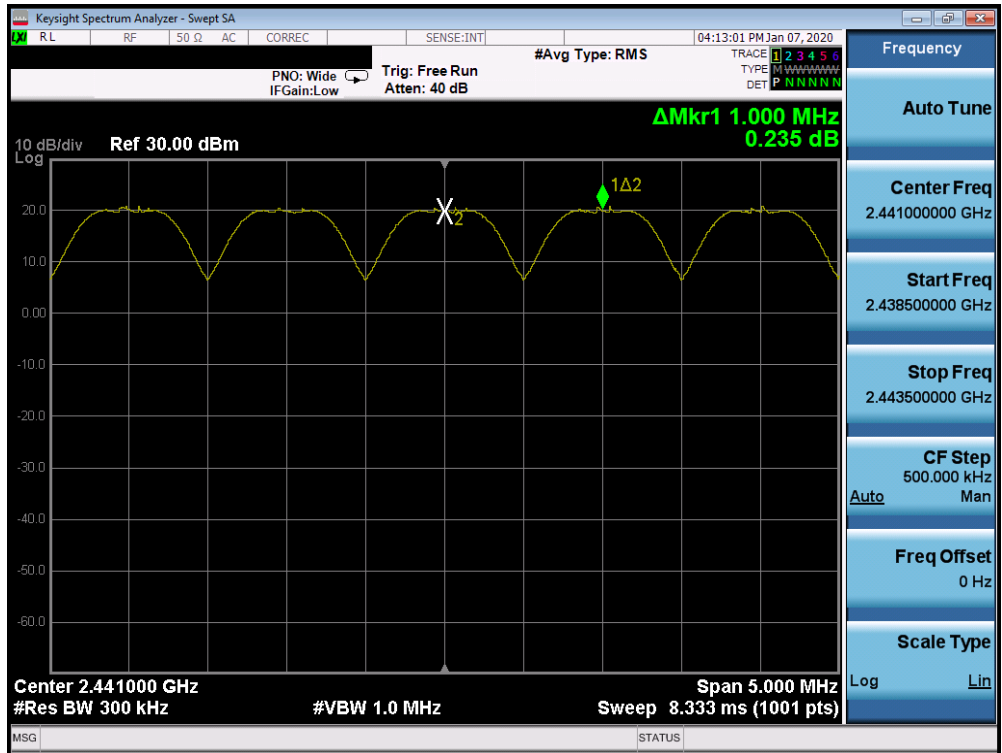 Keysight Spectrum Analyzer - Swept SA
LXI RL RF 50 Ω AC CORREC SENSE:INT 04:13:01 PM Jan 07, 2020
#Avg Type: RMS TRACE 1 2 3 4 5 6
PNO: Wide Trig: Free Run TYPE M W W W W W
IFGain:Low Atten: 40 dB DET P N N N N N
ΔMkr1 1.000 MHz
0.235 dB
10 dB/div Ref 30.00 dBm
Log
1Δ2
X2
20.0
10.0
0.00
-10.0
-20.0
-30.0
-40.0
-50.0
-60.0
Center 2.441000 GHz Span 5.000 MHz
#Res BW 300 kHz #VBW 1.0 MHz Sweep 8.333 ms (1001 pts)
MSG STATUS
Frequency
Auto Tune
Center Freq
2.441000000 GHz
Start Freq
2.438500000 GHz
Stop Freq
2.443500000 GHz
CF Step
500.000 kHz
Auto Man
Freq Offset
0 Hz
Scale Type
Log Lin